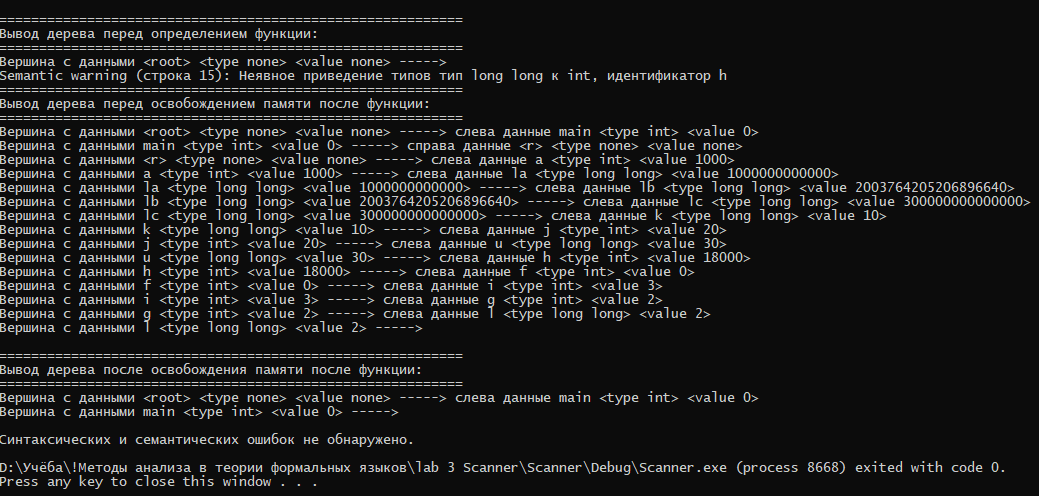 ==========================================================
Вывод дерева перед определением функции:
==========================================================
Вершина с данными <root> <type none> <value none> ----->
Semantic warning (строка 15): Неявное приведение типов тип long long к int, идентификатор h
==========================================================
Вывод дерева перед освобождением памяти после функции:
==========================================================
Вершина с данными <root> <type none> <value none> -----> слева данные main <type int> <value 0>
Вершина с данными main <type int> <value 0> -----> справа данные <r> <type none> <value none>
Вершина с данными <r> <type none> <value none> -----> слева данные a <type int> <value 1000>
Вершина с данными a <type int> <value 1000> -----> слева данные la <type long long> <value 1000000000000>
Вершина с данными la <type long long> <value 1000000000000> -----> слева данные lb <type long long> <value 2003764205206896640>
Вершина с данными lb <type long long> <value 2003764205206896640> -----> слева данные lc <type long long> <value 300000000000000>
Вершина с данными lc <type long long> <value 300000000000000> -----> слева данные k <type long long> <value 10>
Вершина с данными k <type long long> <value 10> -----> слева данные j <type int> <value 20>
Вершина с данными j <type int> <value 20> -----> слева данные u <type long long> <value 30>
Вершина с данными u <type long long> <value 30> -----> слева данные h <type int> <value 18000>
Вершина с данными h <type int> <value 18000> -----> слева данные f <type int> <value 0>
Вершина с данными f <type int> <value 0> -----> слева данные i <type int> <value 3>
Вершина с данными i <type int> <value 3> -----> слева данные g <type int> <value 2>
Вершина с данными g <type int> <value 2> -----> слева данные l <type long long> <value 2>
Вершина с данными l <type long long> <value 2> ----->
==========================================================
Вывод дерева после освобождения памяти после функции:
==========================================================
Вершина с данными <root> <type none> <value none> -----> слева данные main <type int> <value 0>
Вершина с данными main <type int> <value 0> ----->
Синтаксических и семантических ошибок не обнаружено.
D:\Учёба\!Методы анализа в теории формальных языков\lab 3 Scanner\Scanner\Debug\Scanner.exe (process 8668) exited with code 0.
Press any key to close this window . . .